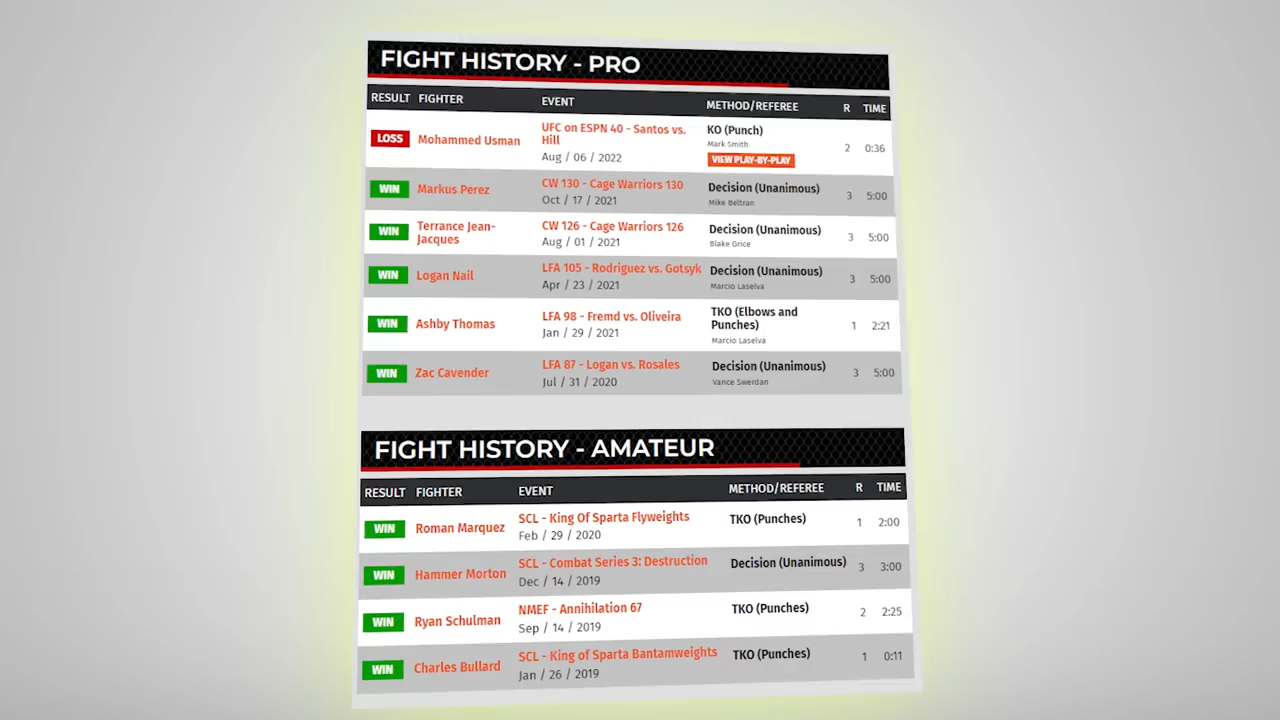 FIGHT HISTORY - PRO
RESULT FIGHTER EVENT METHOD/REFEREE R TIME
LOSS Mohammed Usman UFC on ESPN 40 - Santos vs. Hill Aug / 06 / 2022 KO (Punch) Mark Smith VIEW PLAY-BY-PLAY 2 0:36
WIN Markus Perez CW 130 - Cage Warriors 130 Oct / 17 / 2021 Decision (Unanimous) Mike Beltran 3 5:00
WIN Terrance Jean-Jacques CW 126 - Cage Warriors 126 Aug / 01 / 2021 Decision (Unanimous) Blake Grice 3 5:00
WIN Logan Nail LFA 105 - Rodriguez vs. Gotsyk Apr / 23 / 2021 Decision (Unanimous) Marcio Laselva 3 5:00
WIN Ashby Thomas LFA 98 - Fremd vs. Oliveira Jan / 29 / 2021 TKO (Elbows and Punches) Marcio Laselva 1 2:21
WIN Zac Cavender LFA 87 - Logan vs. Rosales Jul / 31 / 2020 Decision (Unanimous) Vance Swerdan 3 5:00
FIGHT HISTORY - AMATEUR
RESULT FIGHTER EVENT METHOD/REFEREE R TIME
WIN Roman Marquez SCL - King Of Sparta Flyweights Feb / 29 / 2020 TKO (Punches) 1 2:00
WIN Hammer Morton SCL - Combat Series 3: Destruction Dec / 14 / 2019 Decision (Unanimous) 3 3:00
WIN Ryan Schulman NMEF - Annihilation 67 Sep / 14 / 2019 TKO (Punches) 2 2:25
WIN Charles Bullard SCL - King of Sparta Bantamweights Jan / 26 / 2019 TKO (Punches) 1 0:11